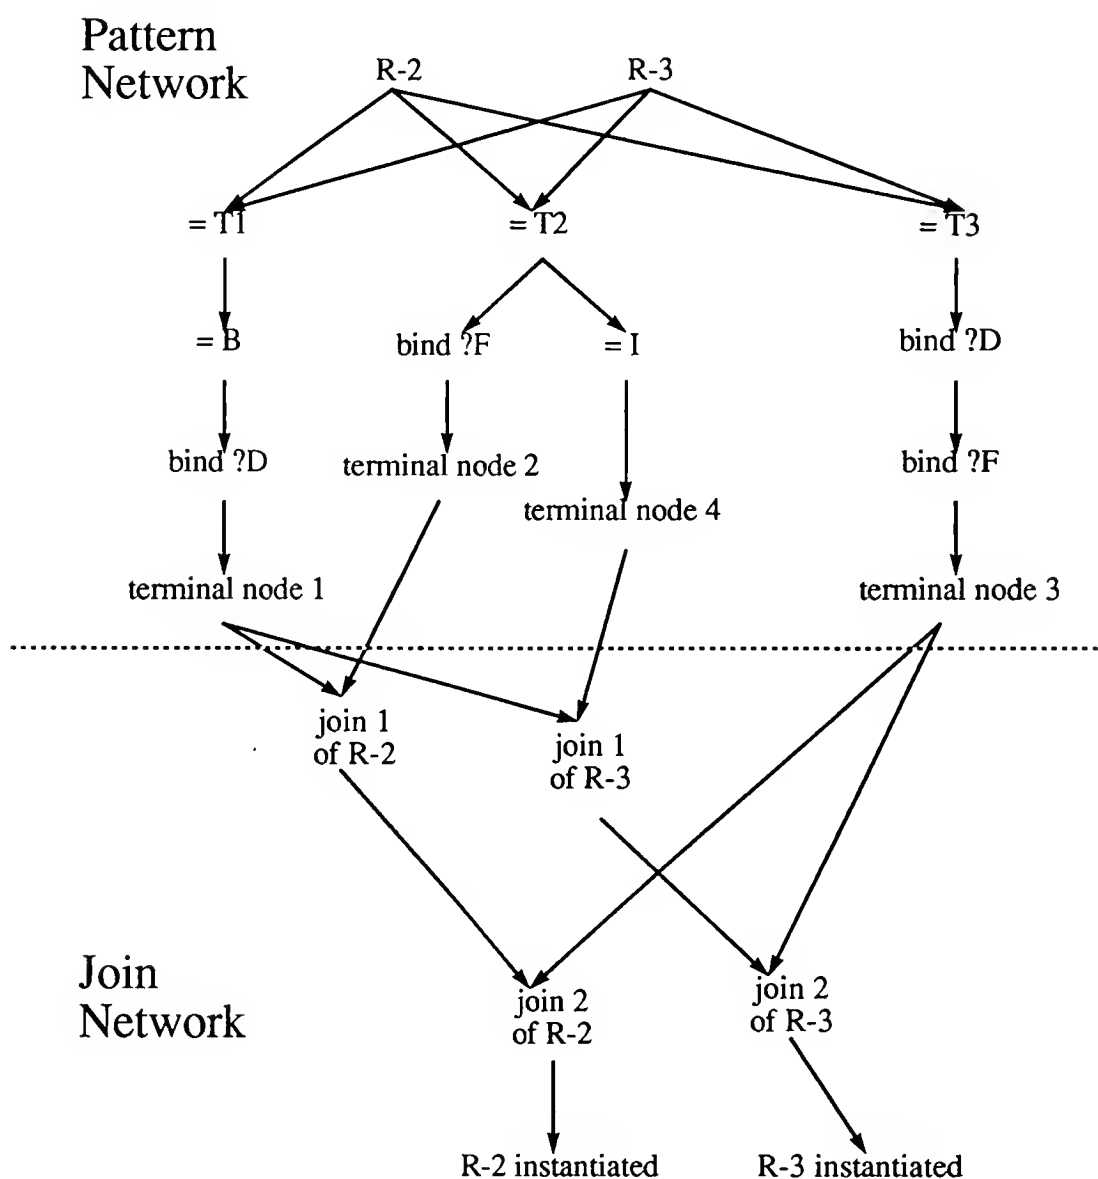 Pattern
Network
R-2
R-3
= T1
= T2
= T3
= B
bind ?F
= I
bind ?D
bind ?D
terminal node 2
bind ?F
terminal node 4
terminal node 1
terminal node 3
join 1
of R-2
join 1
of R-3
Join
Network
join 2
of R-2
join 2
of R-3
R-2 instantiated
R-3 instantiated